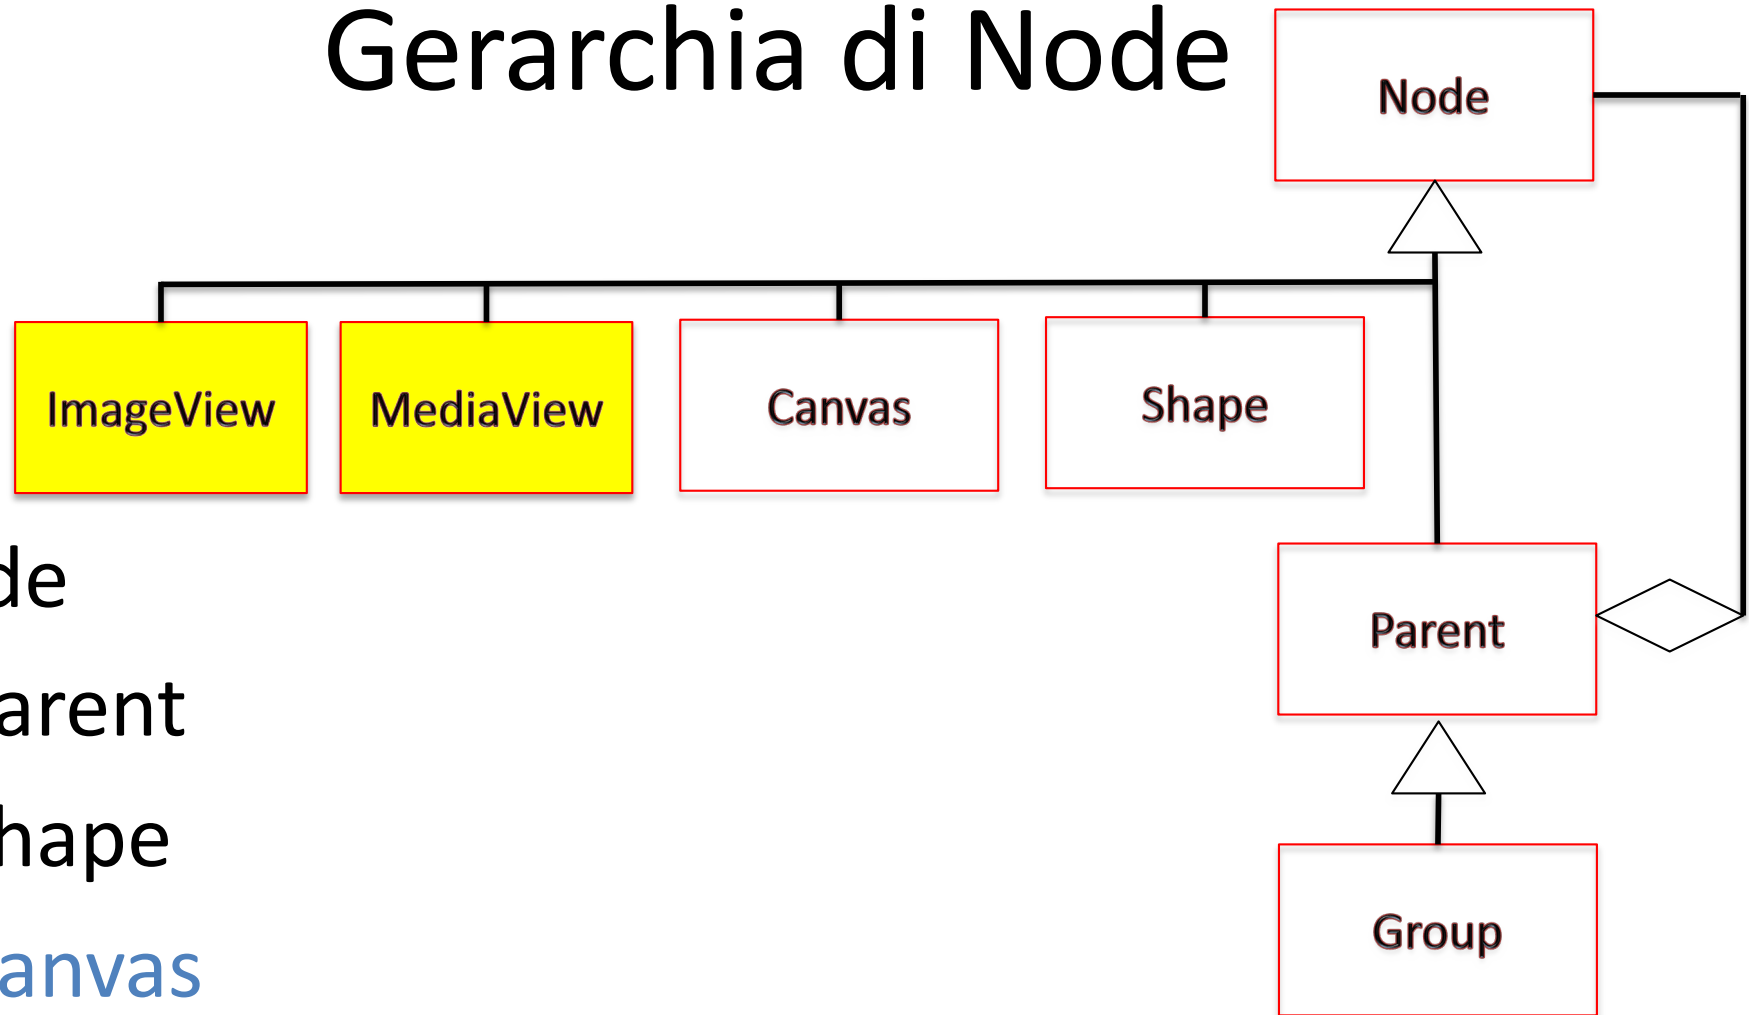 Gerarchia di Node
Node
ImageView
MediaView
Canvas
Shape
de
Parent
arent
hape
Group
anvas